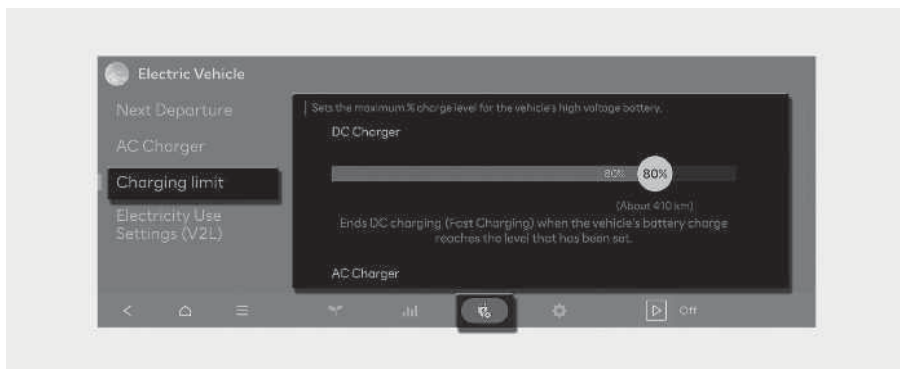 Electric Vehicle
Next Departure
AC Charger
Charging limit
Electricity Use
Settings (V2L)
Sets the maximum % charge level for the vehicle's high voltage battery.
DC Charger
80%
80%
(About 410 km)
Ends DC charging (Fast Charging) when the vehicle's battery charge
reaches the level that has been set.
AC Charger
Off